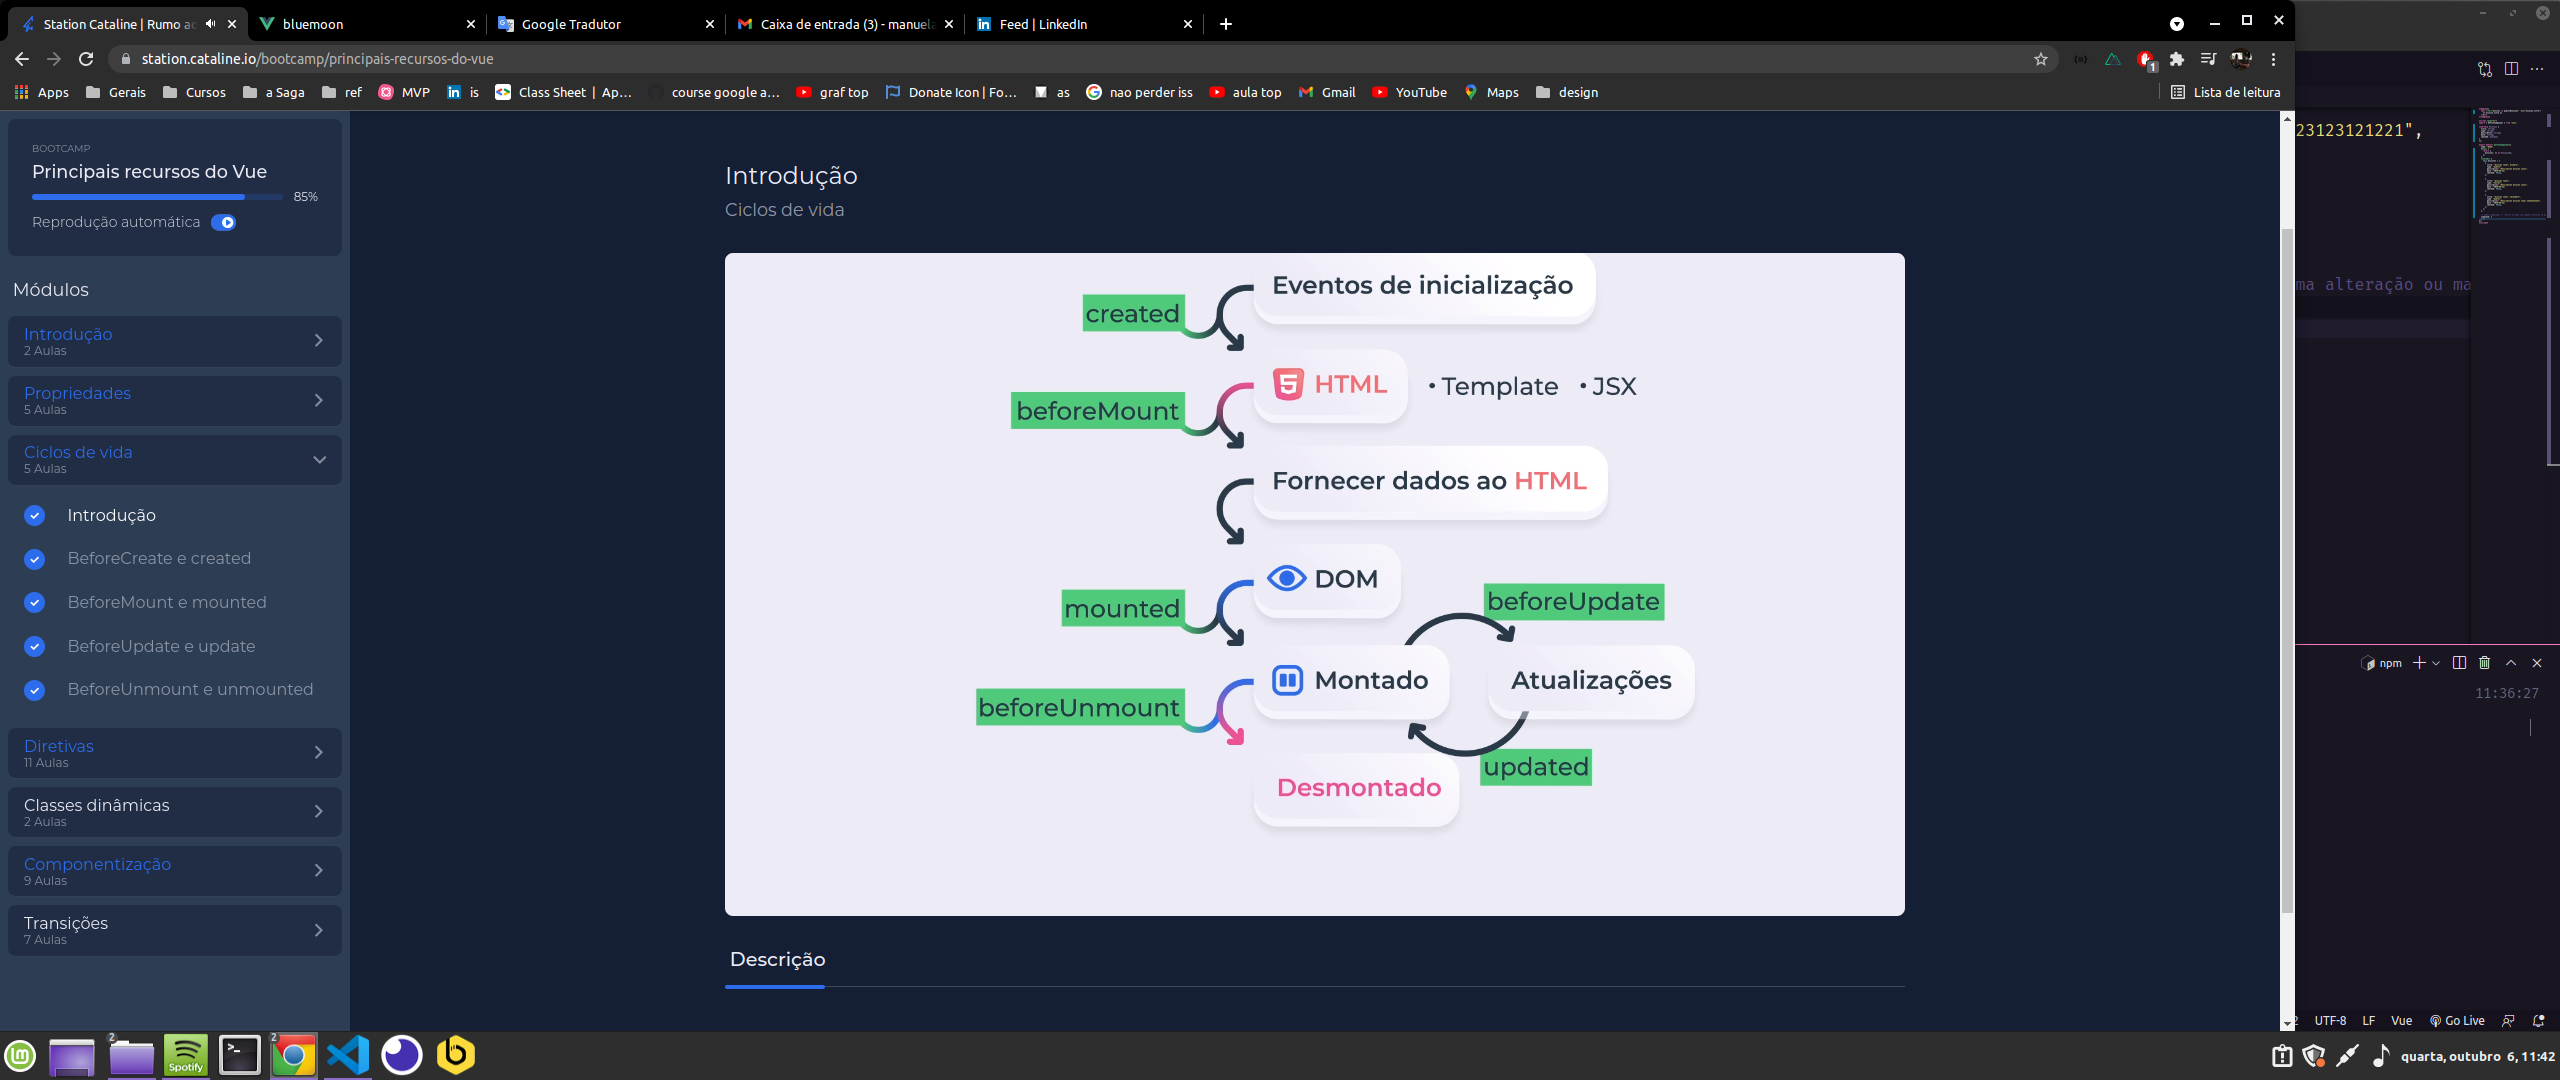 Station Cataline | Rumo ao
bluemoon
Google Tradutor
Caixa de entrada (3) - manuela
Feed | LinkedIn
station.cataline.io/bootcamp/principais-recursos-do-vue
1
Apps
Gerais
Cursos
a Saga
ref
MVP
is
Class Sheet | Ap...
course google a...
graf top
Donate Icon | Fo...
as
nao perder iss
aula top
Gmail
YouTube
Maps
design
Lista de leitura
BOOTCAMP
Principais recursos do Vue
85%
Reprodução automática
Módulos
Introdução
2 Aulas
Propriedades
5 Aulas
Ciclos de vida
5 Aulas
Introdução
BeforeCreate e created
BeforeMount e mounted
BeforeUpdate e update
BeforeUnmount e unmounted
Diretivas
11 Aulas
Classes dinâmicas
2 Aulas
Componentização
9 Aulas
Transições
7 Aulas
Introdução
Ciclos de vida
Eventos de inicialização
created
HTML
• Template • JSX
beforeMount
Fornecer dados ao HTML
DOM
mounted
beforeUpdate
Montado
Atualizações
beforeUnmount
updated
Desmontado
Descrição
23123121221",
ma alteração ou ma
npm
11:36:27
2 UTF-8 LF Vue Go Live
2
Spotify
2
quarta, outubro 6, 11:42